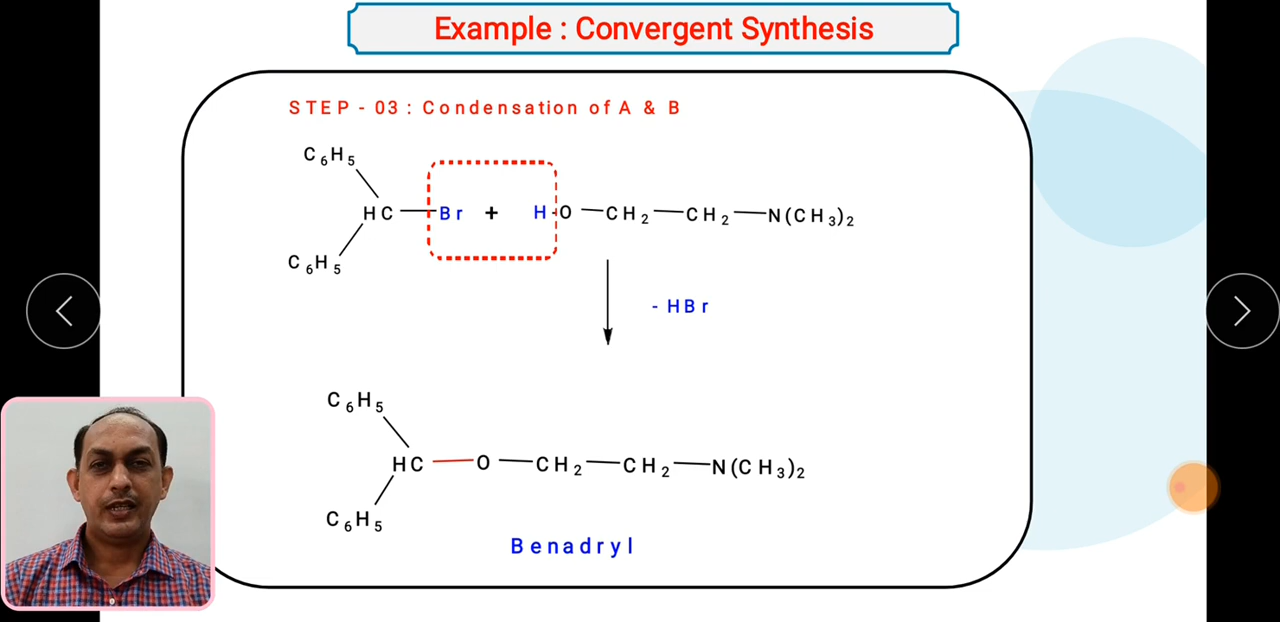 Example : Convergent Synthesis
STEP - 03 : Condensation of A & B
C6H5
HC — Br + H - O — CH2 — CH2 — N(CH3)2
C6H5
- HBr
C6H5
HC — O — CH2 — CH2 — N(CH3)2
C6H5
Benadryl